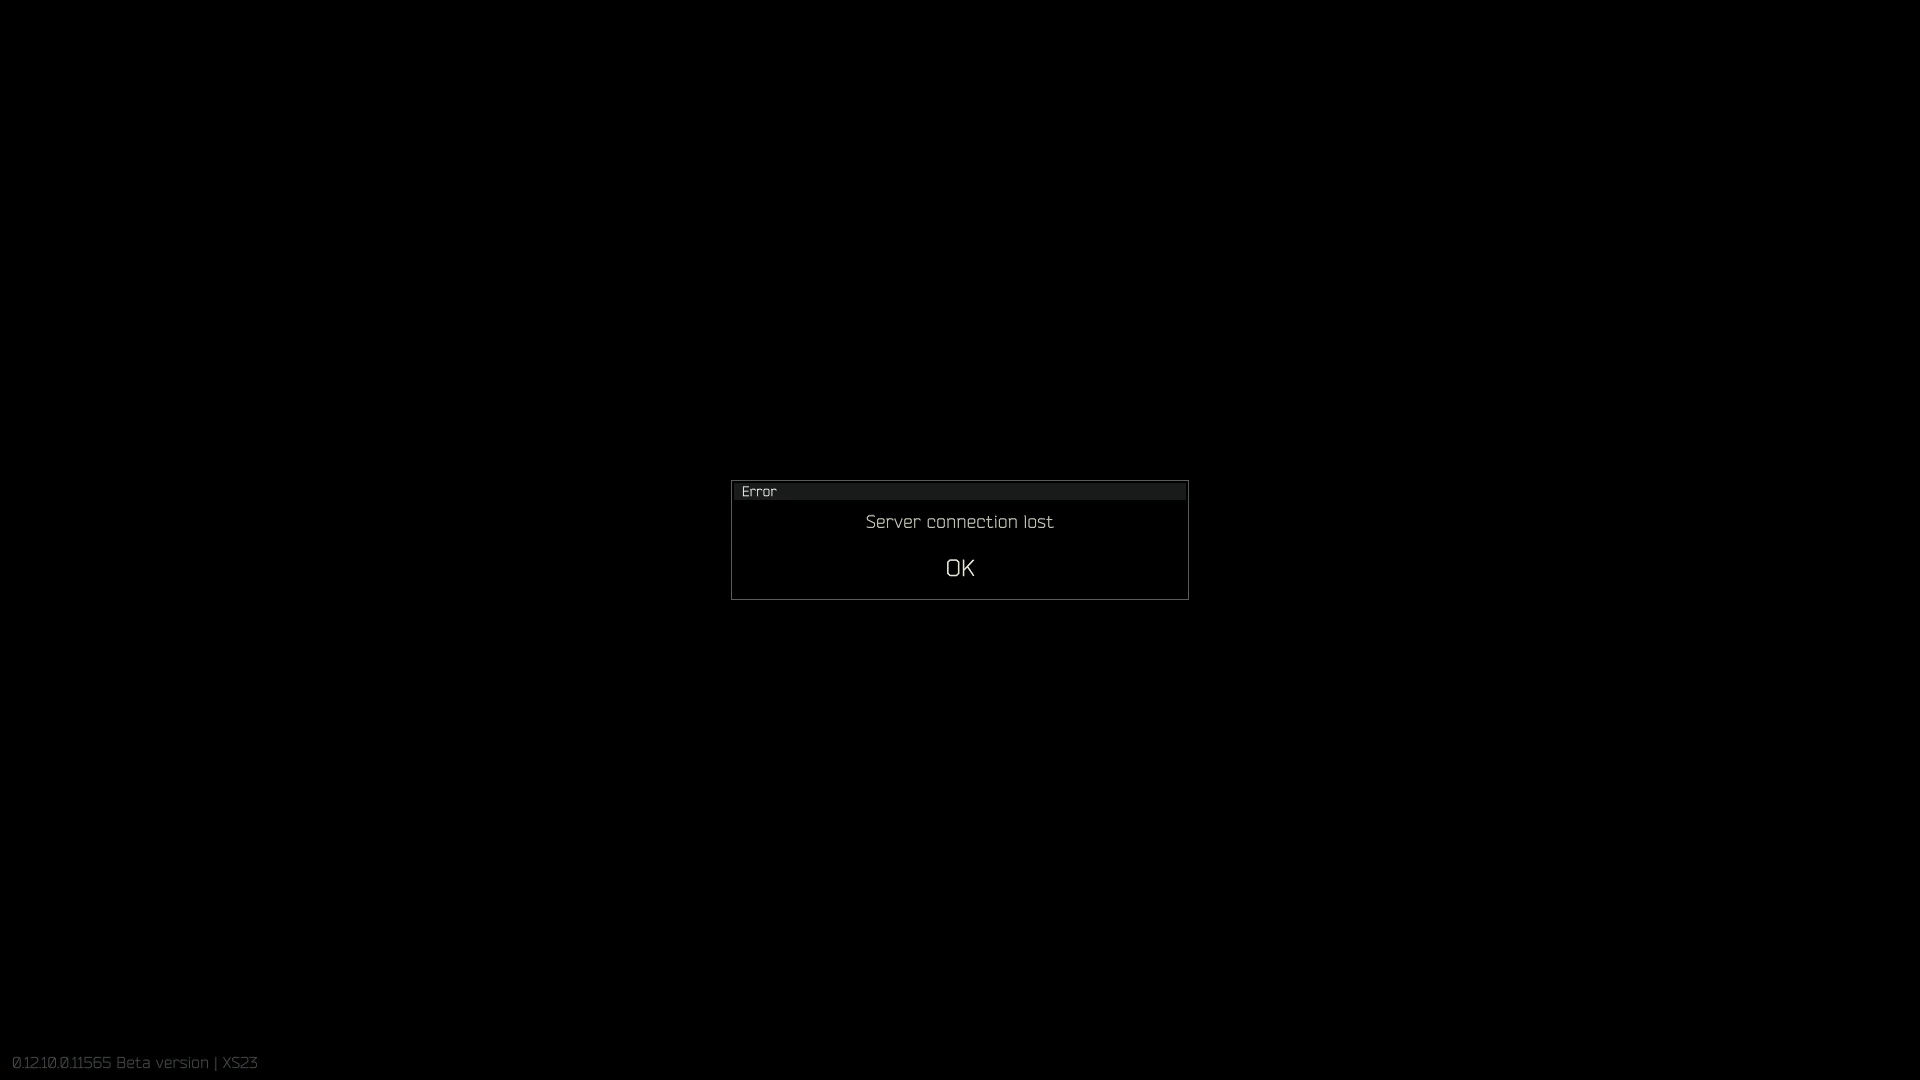 Error
Server connection lost
OK
0.12.10.0.11565 Beta version | XS23